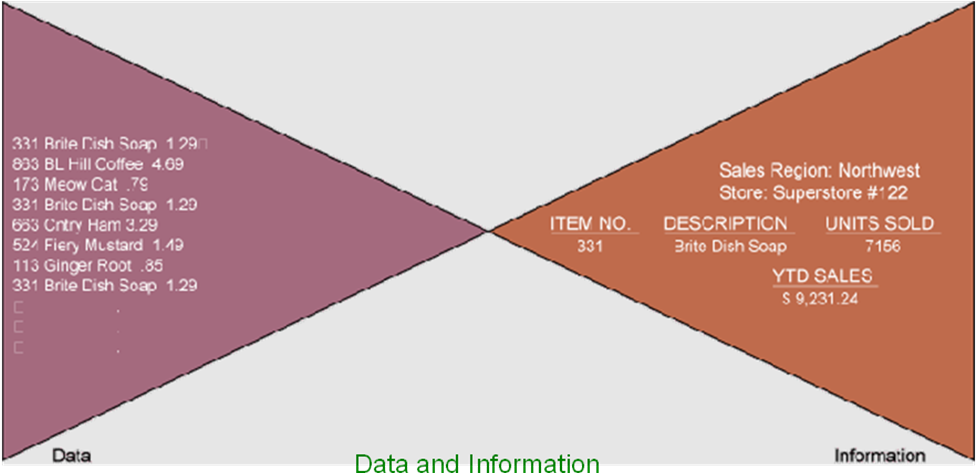 331 Brite Dish Soap 1.29
863 BL Hill Coffee 4.69
173 Meow Cat .79
331 Brite Dish Soap 1.29
663 Cntry Ham 3.29
524 Fiery Mustard 1.49
113 Ginger Root .85
331 Brite Dish Soap 1.29
.
.
.
Data
Sales Region: Northwest
Store: Superstore #122
ITEM NO. DESCRIPTION UNITS SOLD
331 Brite Dish Soap 7156
YTD SALES
$ 9,231.24
Information
Data and Information